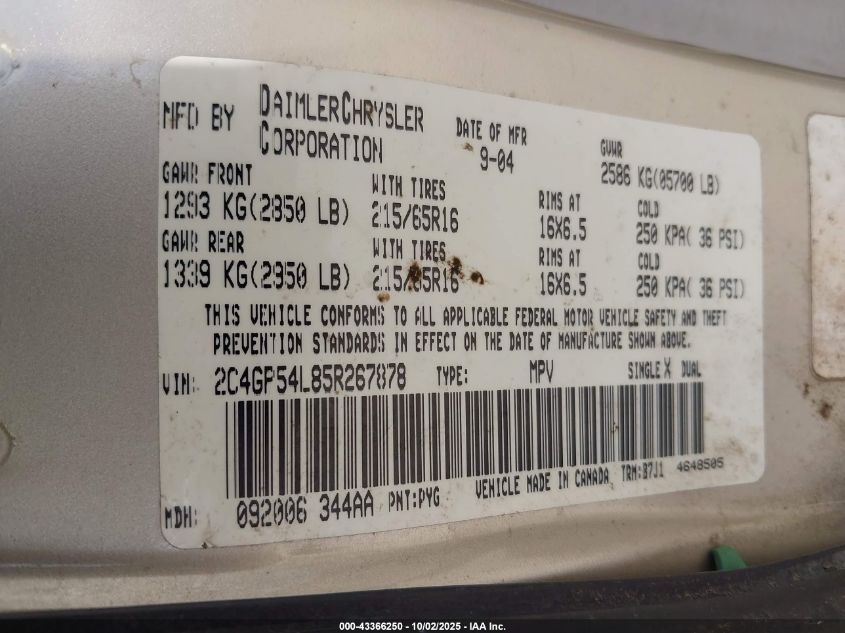 MFD BY DAIMLERCHRYSLER CORPORATION DATE OF MFR 9-04 GVWR 2586 KG(05700 LB)
GAWR FRONT WITH TIRES RIMS AT COLD
1293 KG(2850 LB) 215/65R16 16X6.5 250 KPA( 36 PSI)
GAWR REAR WITH TIRES RIMS AT COLD
1339 KG(2950 LB) 215/65R16 16X6.5 250 KPA( 36 PSI)
THIS VEHICLE CONFORMS TO ALL APPLICABLE FEDERAL MOTOR VEHICLE SAFETY AND THEFT
PREVENTION STANDARDS IN EFFECT ON THE DATE OF MANUFACTURE SHOWN ABOVE.
VIN: 2C4GP54L85R267878 TYPE: MPV SINGLE X DUAL
MDH: 092006 344AA PNT:PYG VEHICLE MADE IN CANADA TRM:B7J1 4648505
000-43366250 - 10/02/2025 - IAA Inc.